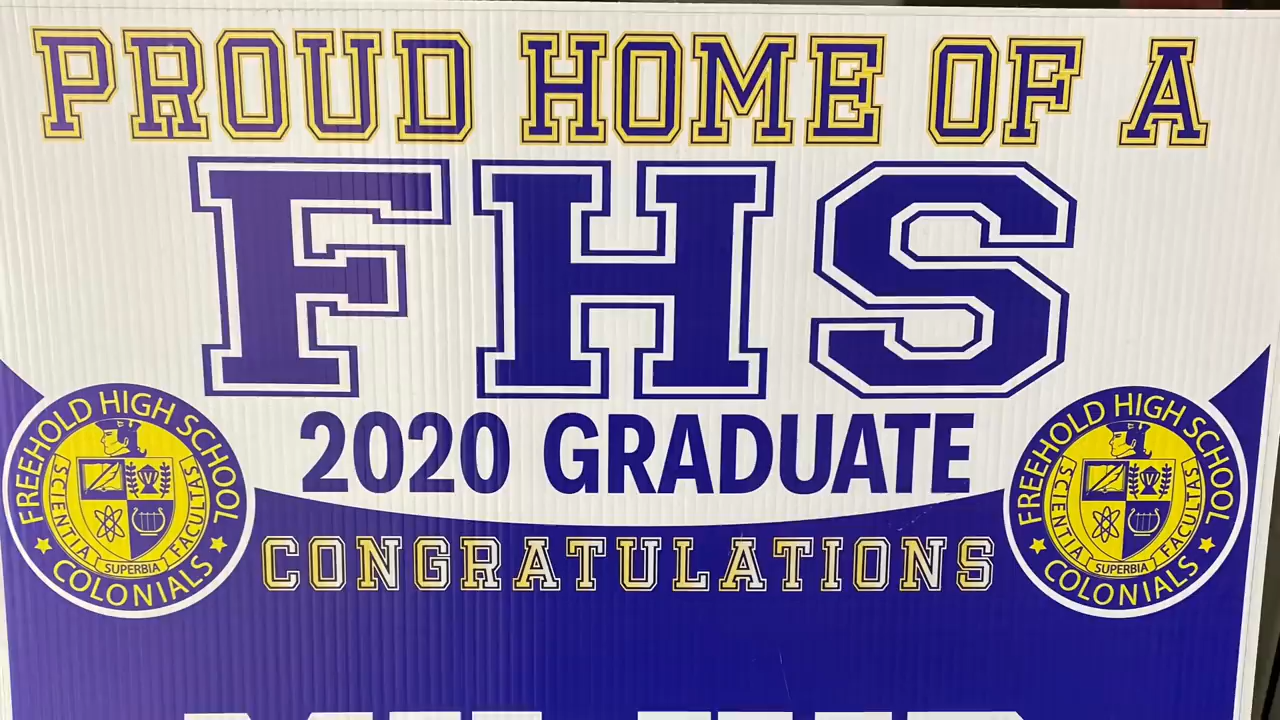 PROUD HOME OF A
FHS
2020 GRADUATE
FREEHOLD HIGH SCHOOL
SCIENTIA
SUPERBIA
FACULTAS
COLONIALS
CONGRATULATIONS
FREEHOLD HIGH SCHOOL
SCIENTIA
SUPERBIA
FACULTAS
COLONIALS